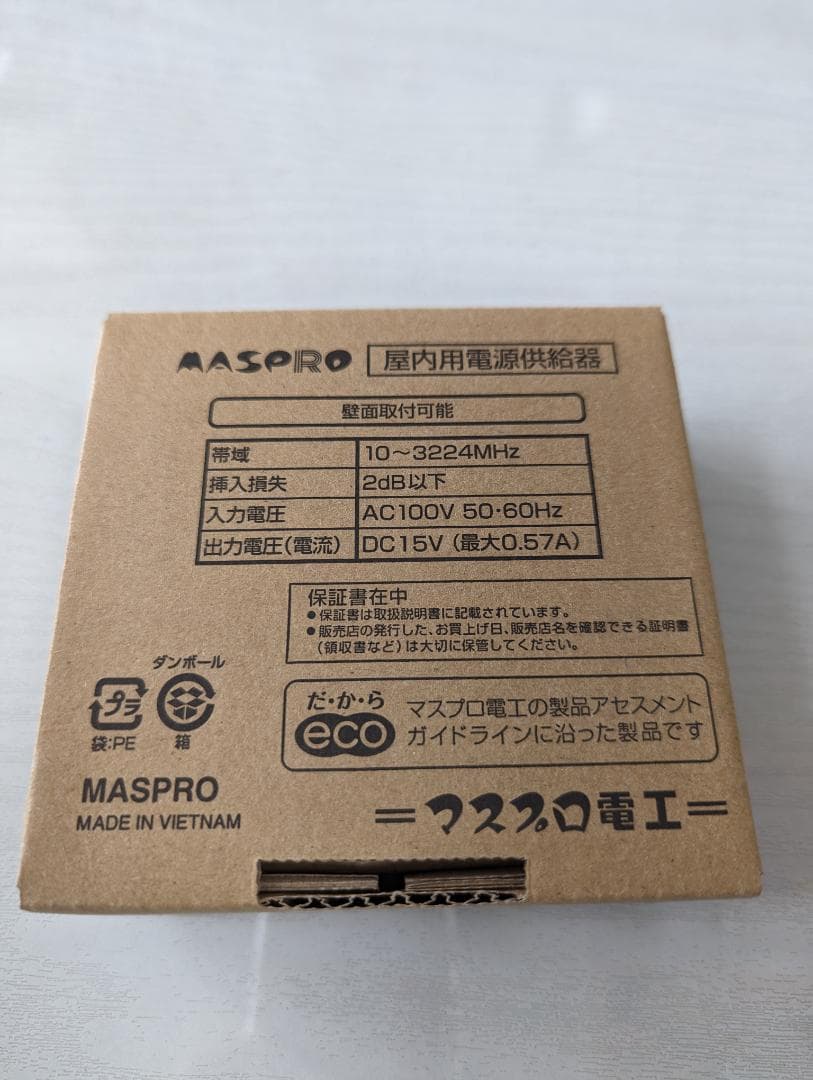 MASPRO 屋内用電源供給器
壁面取付可能
帯域 10～3224MHz
挿入損失 2dB以下
入力電圧 AC100V 50・60Hz
出力電圧(電流) DC15V (最大0.57A)
保証書在中
●保証書は取扱説明書に記載されています。
●販売店の発行した、お買上げ日、販売店名を確認できる証明書
(領収書など)は大切に保管してください。
ダンボール
プラ
袋:PE 箱
だ・か・ら
eco
マスプロ電工の製品アセスメント
ガイドラインに沿った製品です
MASPRO
MADE IN VIETNAM
=マスプロ電工=